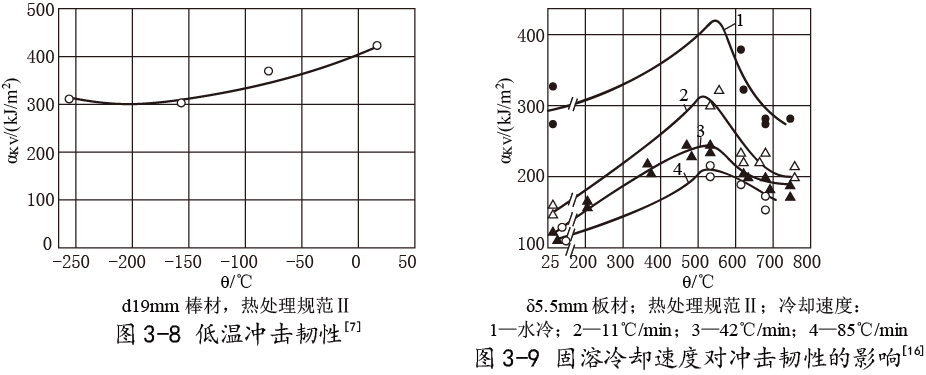 500
400
300
200
100
0
αKV/(kJ/m²)
-250
-200
-150
-100
-50
0
50
θ/℃
d19mm 棒材，热处理规范Ⅱ
图 3-8 低温冲击韧性[7]
400
300
200
100
αKV/(kJ/m²)
1
2
3
4
25 200 300 400 500 600 700 800
θ/℃
δ5.5mm 板材；热处理规范Ⅱ；冷却速度：
1—水冷；2—11℃/min；3—42℃/min；4—85℃/min
图 3-9 固溶冷却速度对冲击韧性的影响[16]